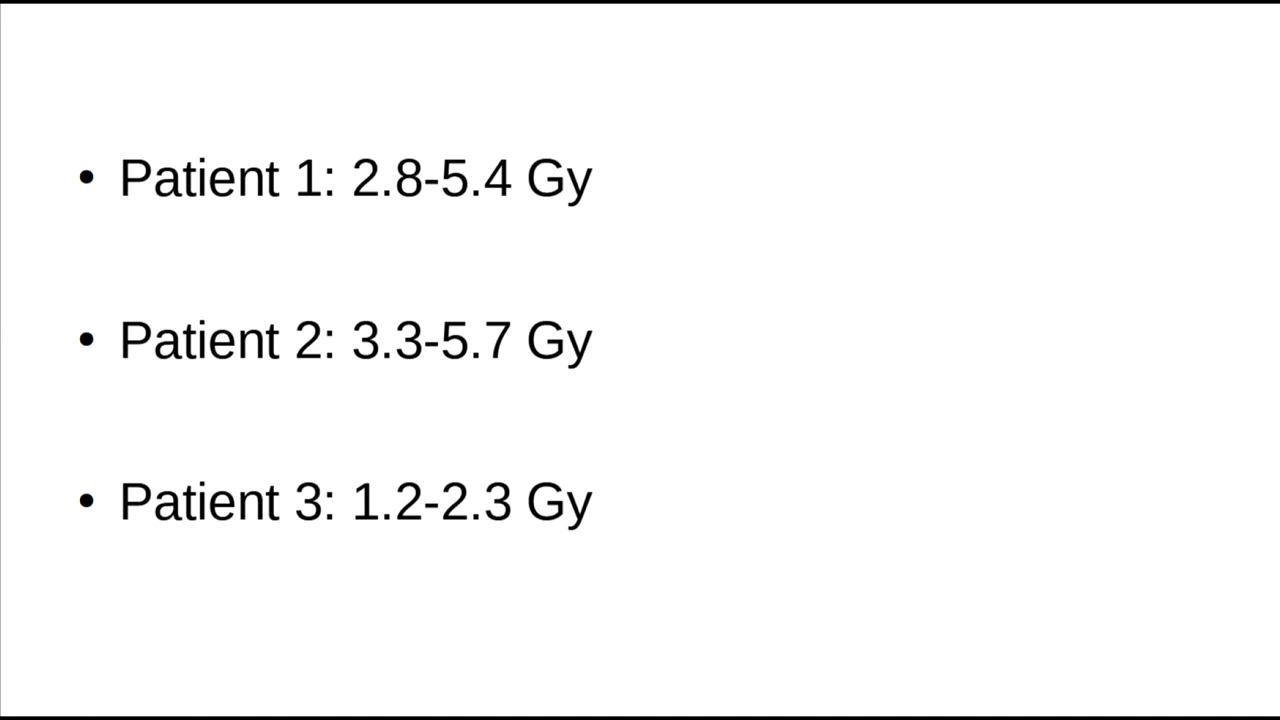 • Patient 1: 2.8-5.4 Gy
• Patient 2: 3.3-5.7 Gy
• Patient 3: 1.2-2.3 Gy